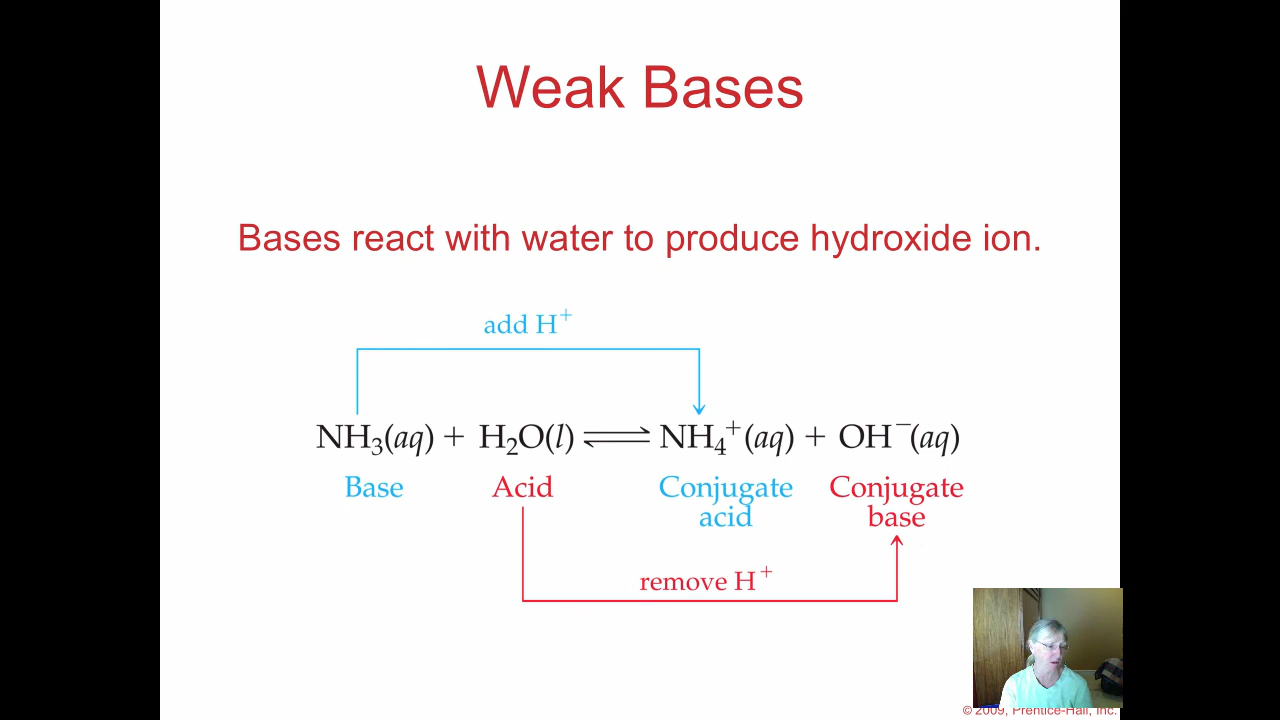 Weak Bases
Bases react with water to produce hydroxide ion.
add H⁺
NH₃(aq) + H₂O(l) ⇌ NH₄⁺(aq) + OH⁻(aq)
Base Acid Conjugate acid Conjugate base
remove H⁺
© 2009, Prentice-Hall, Inc.